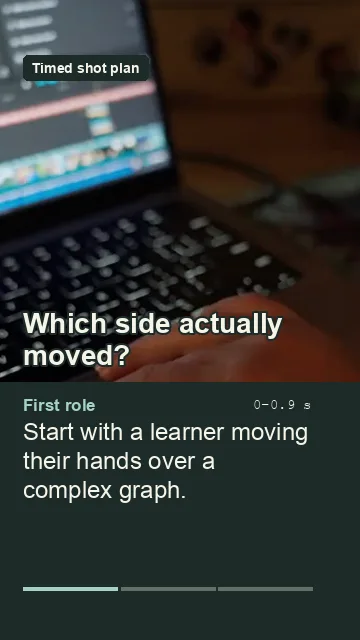 Timed shot plan
Which side actually
moved?
First role
0–0.9 s
Start with a learner moving
their hands over a
complex graph.